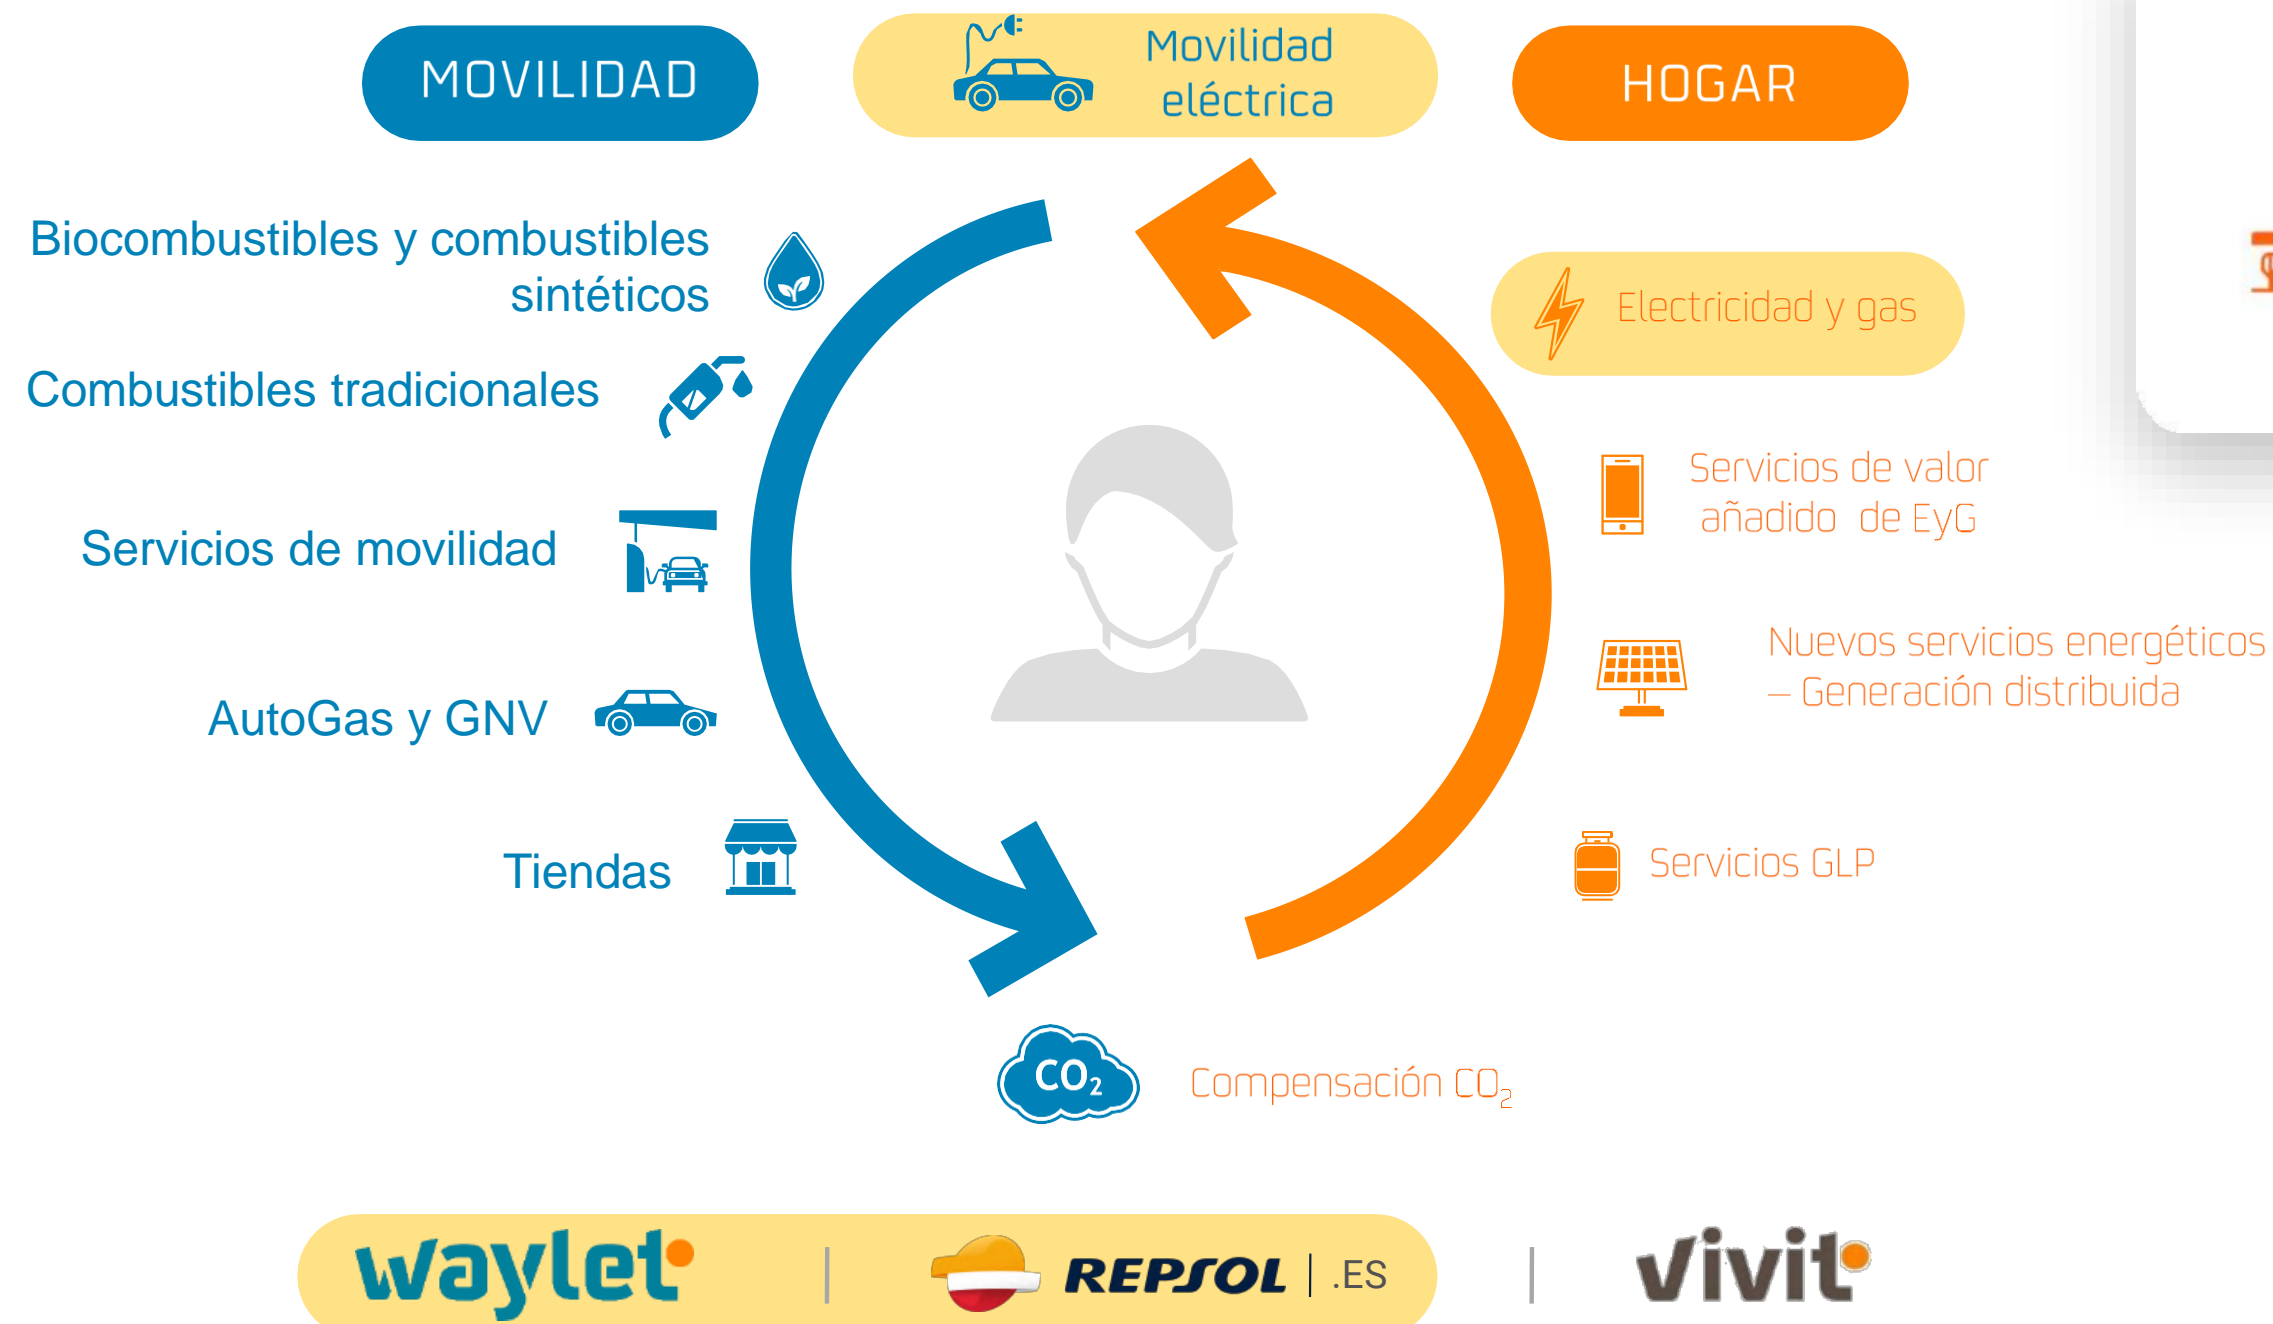 MOVILIDAD
Movilidad
eléctrica
HOGAR
Biocombustibles y combustibles
sintéticos
Combustibles tradicionales
Servicios de movilidad
AutoGas y GNV
Tiendas
Electricidad y gas
Servicios de valor
añadido de EyG
Nuevos servicios energéticos
– Generación distribuida
Servicios GLP
CO₂
Compensación CO₂
waylet
REPSOL | .ES
vivit